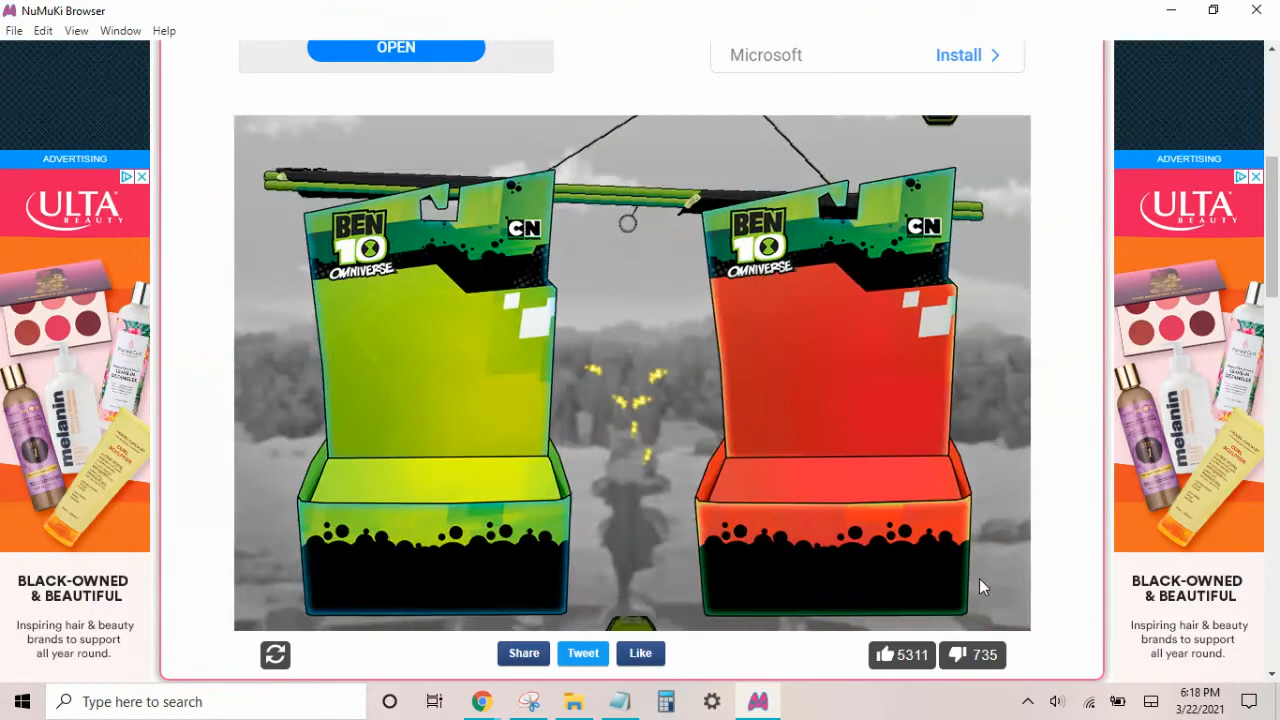 NuMuKi Browser
File Edit View Window Help
OPEN
Microsoft
Install
ADVERTISING
ULTA
BEAUTY
melanin
BLACK-OWNED
& BEAUTIFUL
Inspiring hair & beauty
brands to support
all year round.
BEN
10
OMNIVERSE
CN
BEN
10
OMNIVERSE
CN
ADVERTISING
ULTA
BEAUTY
melanin
BLACK-OWNED
& BEAUTIFUL
Inspiring hair & beauty
brands to support
all year round.
Share
Tweet
Like
5311
735
Type here to search
6:18 PM
3/22/2021